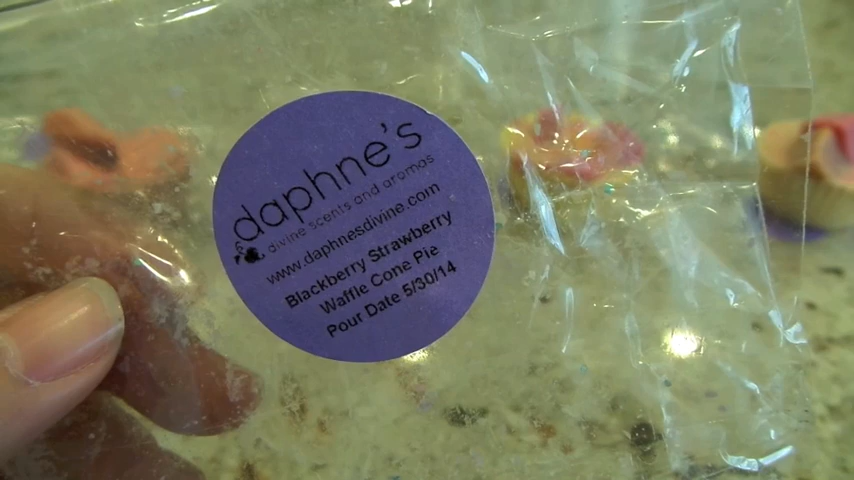 daphne's
divine scents and aromas
www.daphnesdivine.com
Blackberry Strawberry
Waffle Cone Pie
Pour Date 5/30/14